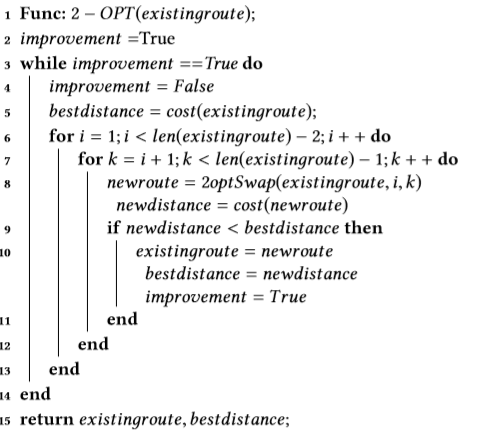 1 Func: 2 − OPT(existingroute);
2 improvement =True
3 while improvement ==True do
4 improvement = False
5 bestdistance = cost(existingroute);
6 for i = 1; i < len(existingroute) − 2; i + + do
7 for k = i + 1; k < len(existingroute) − 1; k + + do
8 newroute = 2optSwap(existingroute, i, k)
newdistance = cost(newroute)
9 if newdistance < bestdistance then
10 existingroute = newroute
bestdistance = newdistance
improvement = True
11 end
12 end
13 end
14 end
15 return existingroute, bestdistance;